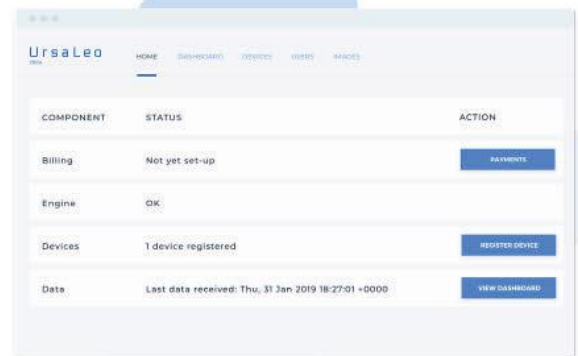 UrsaLeo
HOME DASHBOARD DEVICES USERS IMAGES
COMPONENT STATUS ACTION
Billing Not yet set-up PAYMENTS
Engine OK
Devices 1 device registered REGISTER DEVICE
Data Last data received: Thu, 31 Jan 2019 18:27:01 +0000 VIEW DASHBOARD